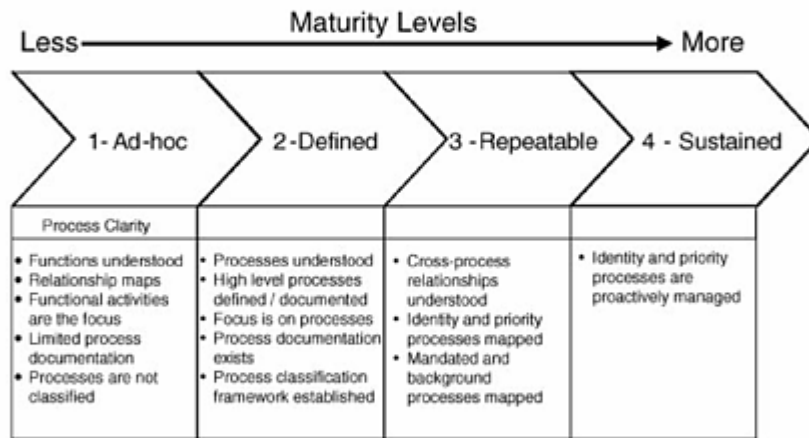 Maturity Levels
Less
More
1- Ad-hoc
2 -Defined
3 -Repeatable
4 - Sustained
Process Clarity
• Functions understood
• Relationship maps
• Functional activities
are the focus
• Limited process
documentation
• Processes are not
classified
• Processes understood
• High level processes
defined / documented
• Focus is on processes
• Process documentation
exists
• Process classification
framework established
• Cross-process
relationships
understood
• Identity and priority
processes mapped
• Mandated and
background
processes mapped
• Identity and priority
processes are
proactively managed